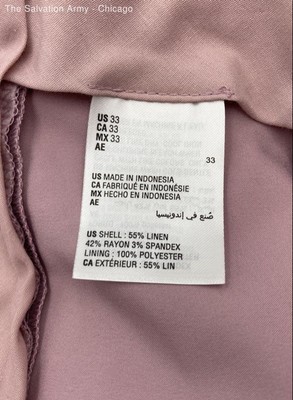 The Salvation Army - Chicago
US 33
CA 33
MX 33
AE
33
US MADE IN INDONESIA
CA FABRIQUÉ EN INDONÉSIE
MX HECHO EN INDONESIA
AE
صُنع في إندونيسيا
US SHELL : 55% LINEN
42% RAYON 3% SPANDEX
LINING : 100% POLYESTER
CA EXTÉRIEUR : 55% LIN